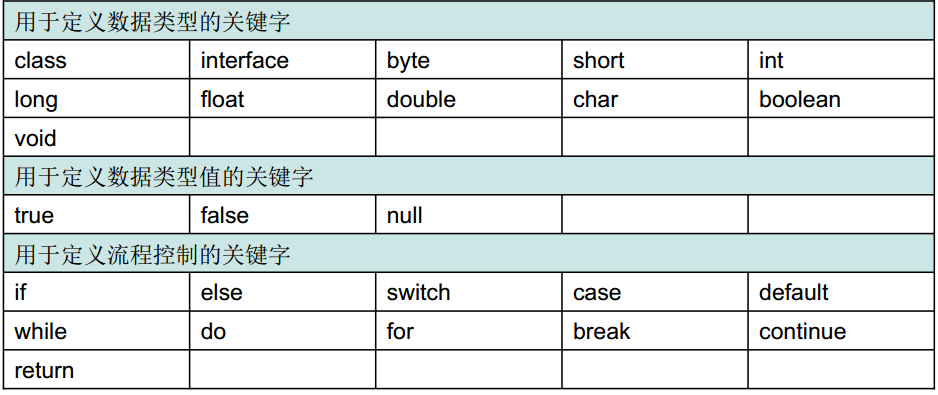 用于定义数据类型的关键字
class interface byte short int
long float double char boolean
void
用于定义数据类型值的关键字
true false null
用于定义流程控制的关键字
if else switch case default
while do for break continue
return